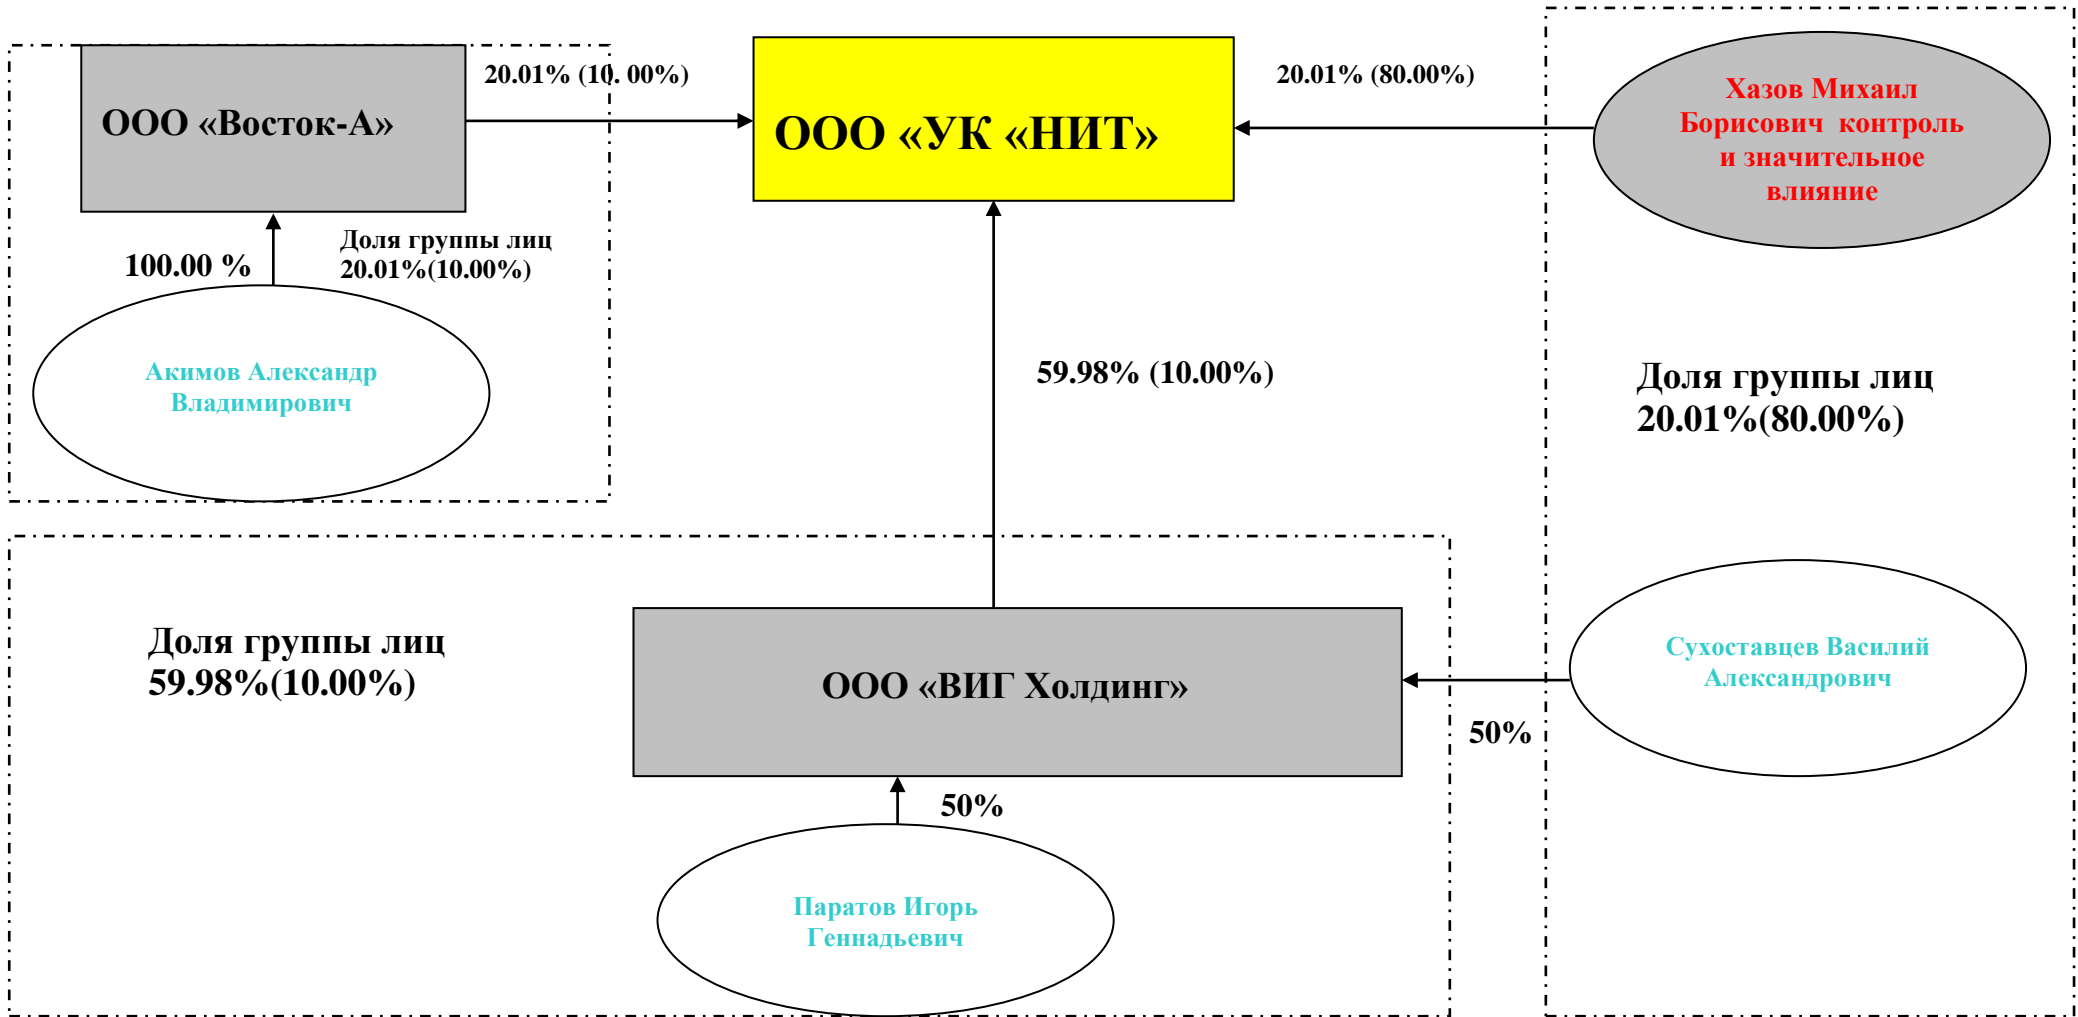 ООО «Восток-А»
20.01% (10. 00%)
ООО «УК «НИТ»
20.01% (80.00%)
Хазов Михаил
Борисович контроль
и значительное
влияние
100.00 %
Доля группы лиц
20.01%(10.00%)
Акимов Александр
Владимирович
59.98% (10.00%)
Доля группы лиц
20.01%(80.00%)
Доля группы лиц
59.98%(10.00%)
ООО «ВИГ Холдинг»
Сухоставцев Василий
Александрович
50%
50%
Паратов Игорь
Геннадьевич